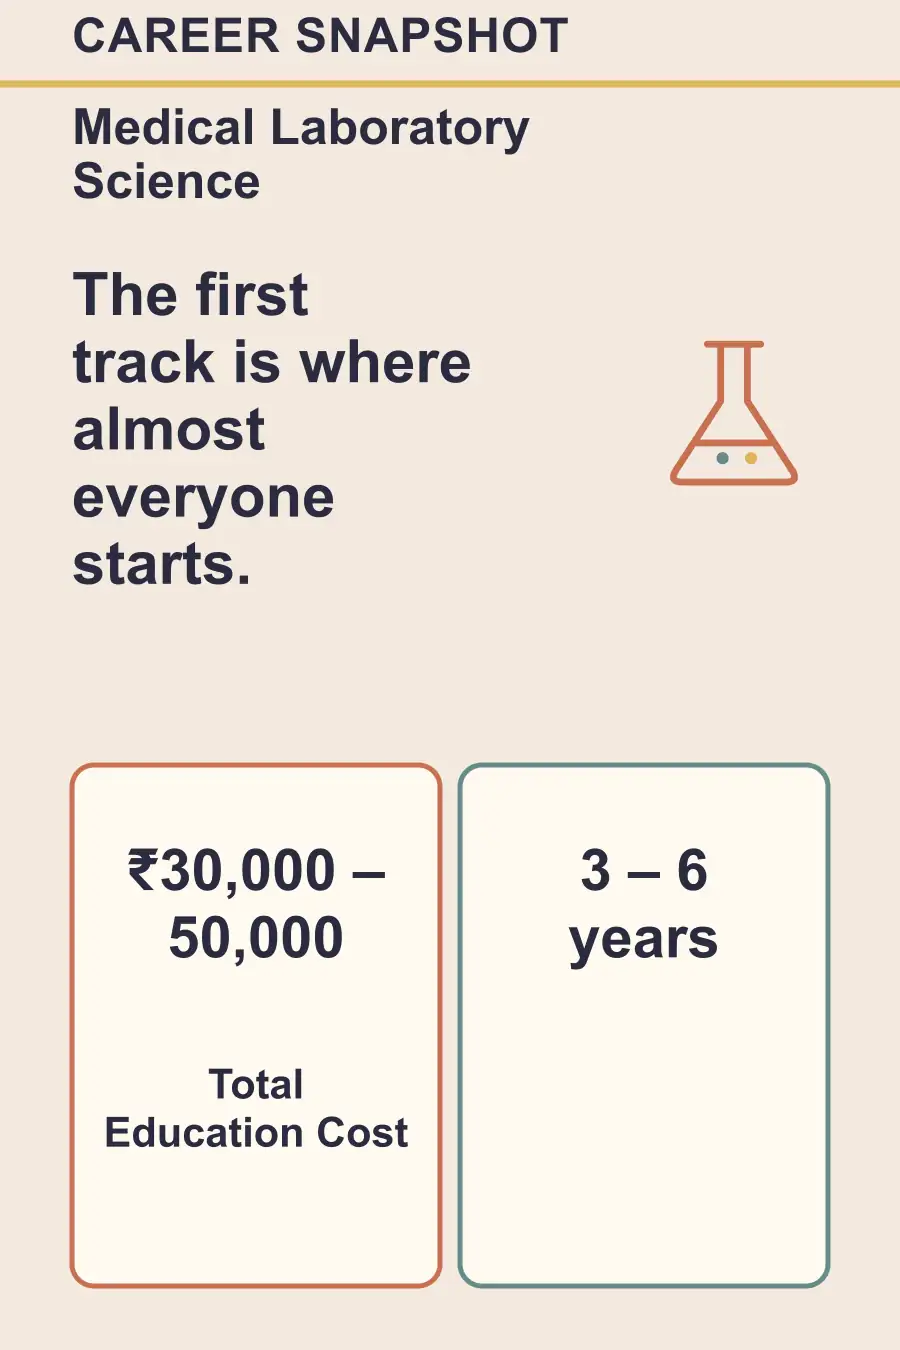 CAREER SNAPSHOT
Medical Laboratory
Science
The first
track is where
almost
everyone
starts.
₹30,000 –
50,000
Total
Education Cost
3 – 6
years